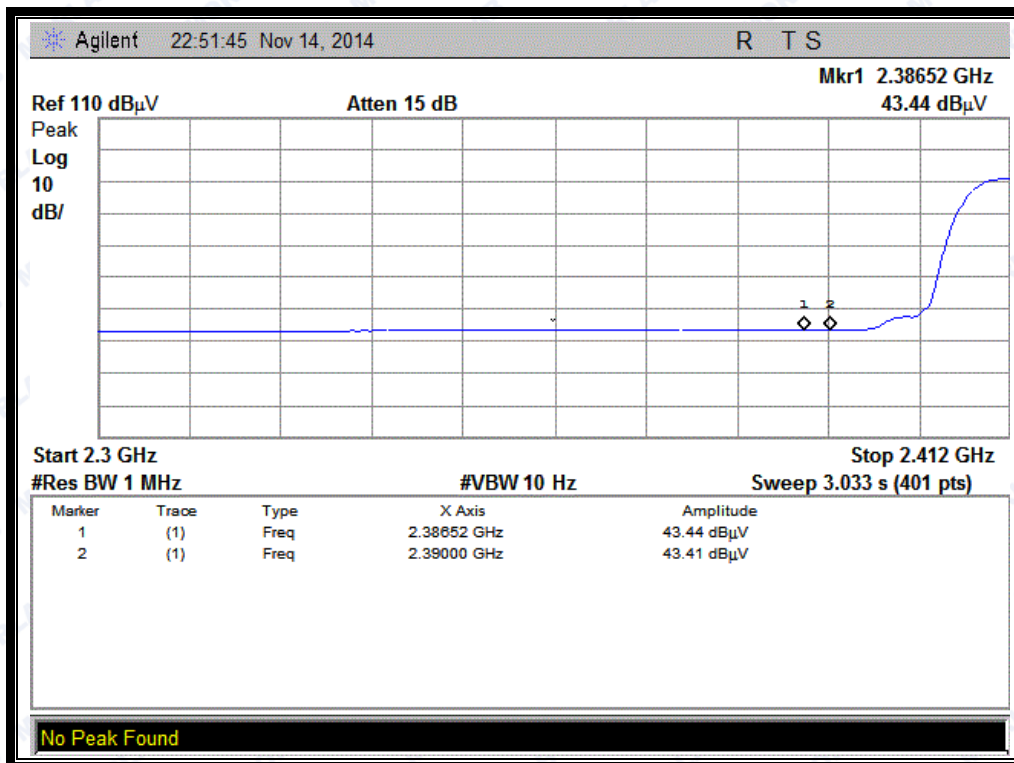 Agilent 22:51:45 Nov 14, 2014 R T S
Mkr1 2.38652 GHz
Ref 110 dBµV Atten 15 dB 43.44 dBµV
Peak
Log
10
dB/
1 2
Start 2.3 GHz Stop 2.412 GHz
#Res BW 1 MHz #VBW 10 Hz Sweep 3.033 s (401 pts)
Marker Trace Type X Axis Amplitude
1 (1) Freq 2.38652 GHz 43.44 dBµV
2 (1) Freq 2.39000 GHz 43.41 dBµV
No Peak Found